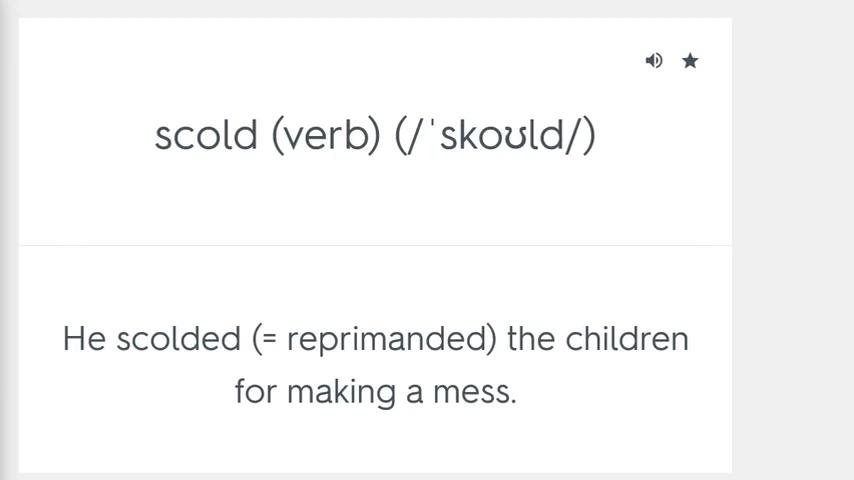 scold (verb) (/ˈskoʊld/)
He scolded (= reprimanded) the children
for making a mess.